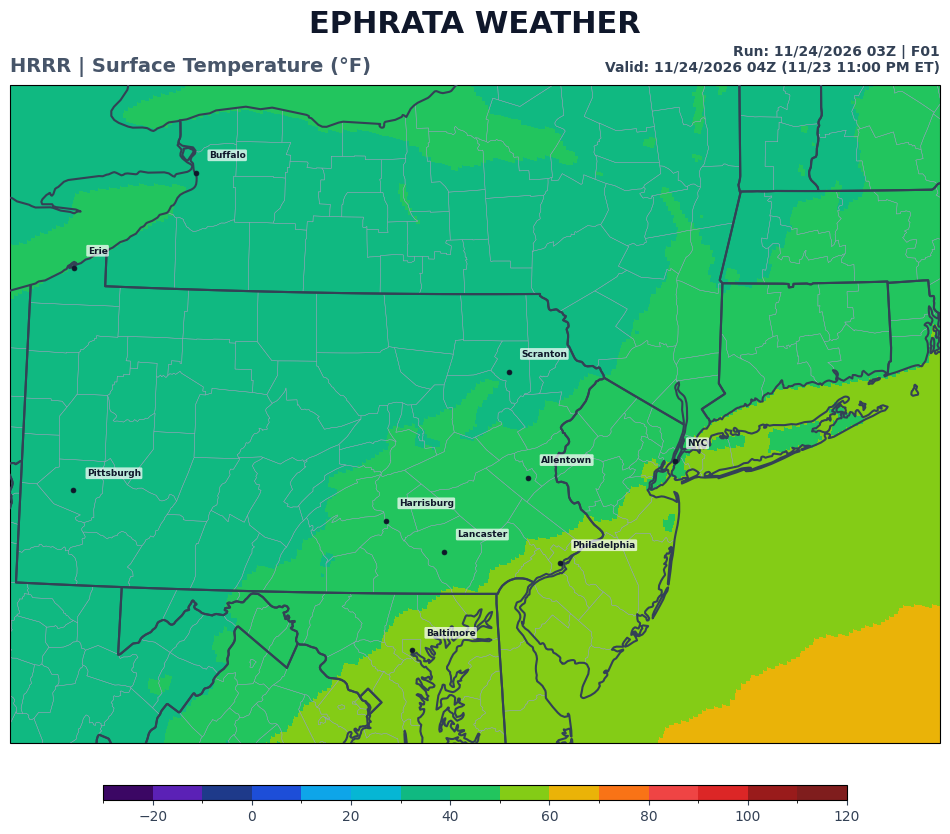 EPHRATA WEATHER
HRRR | Surface Temperature (°F)
Run: 11/24/2026 03Z | F01
Valid: 11/24/2026 04Z (11/23 11:00 PM ET)
Buffalo
Erie
Scranton
NYC
Allentown
Pittsburgh
Harrisburg
Lancaster
Philadelphia
Baltimore
−20 0 20 40 60 80 100 120